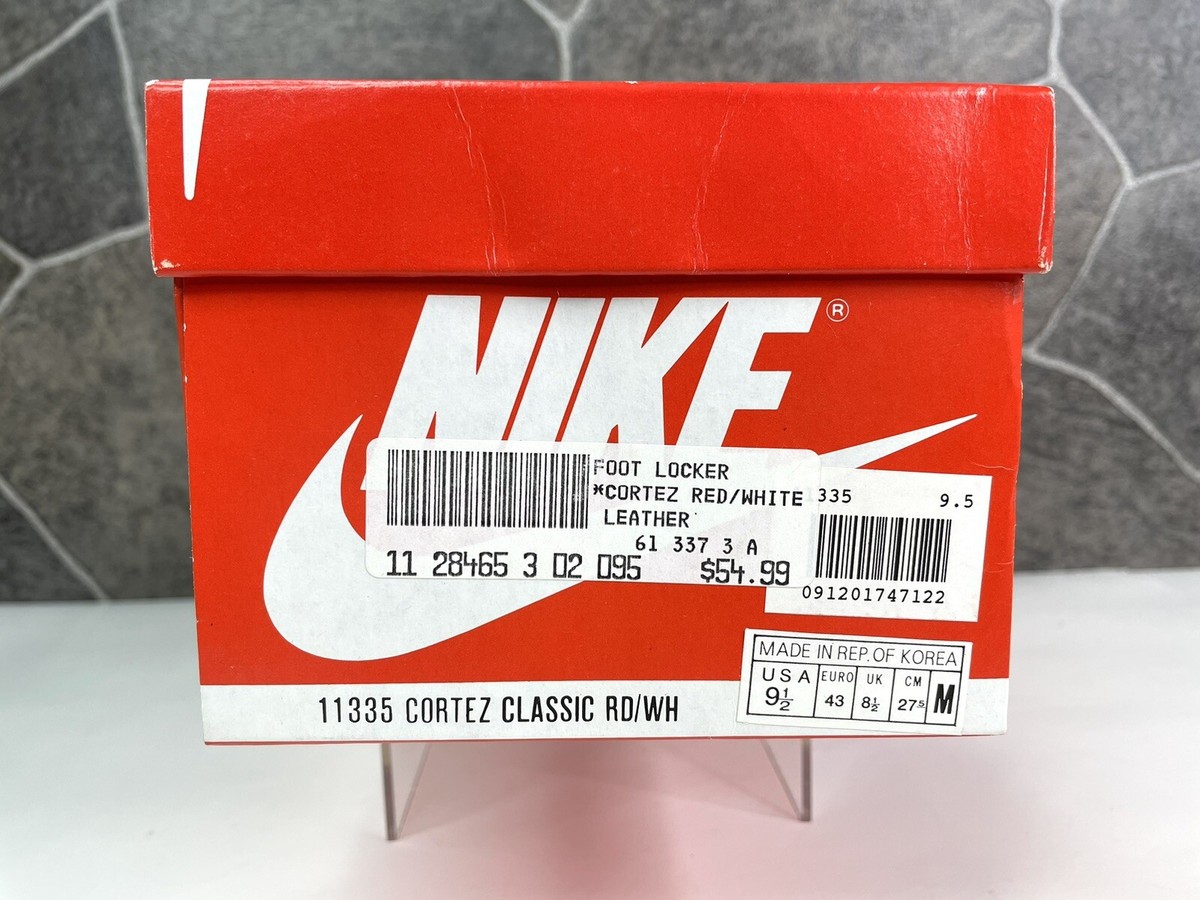 NIKE®
FOOT LOCKER
*CORTEZ RED/WHITE
LEATHER
61 337 3 A
11 28465 3 02 095 $54.99
335 9.5
091201747122
MADE IN REP. OF KOREA
USA EURO UK CM
9½ 43 8½ 27.5 M
11335 CORTEZ CLASSIC RD/WH